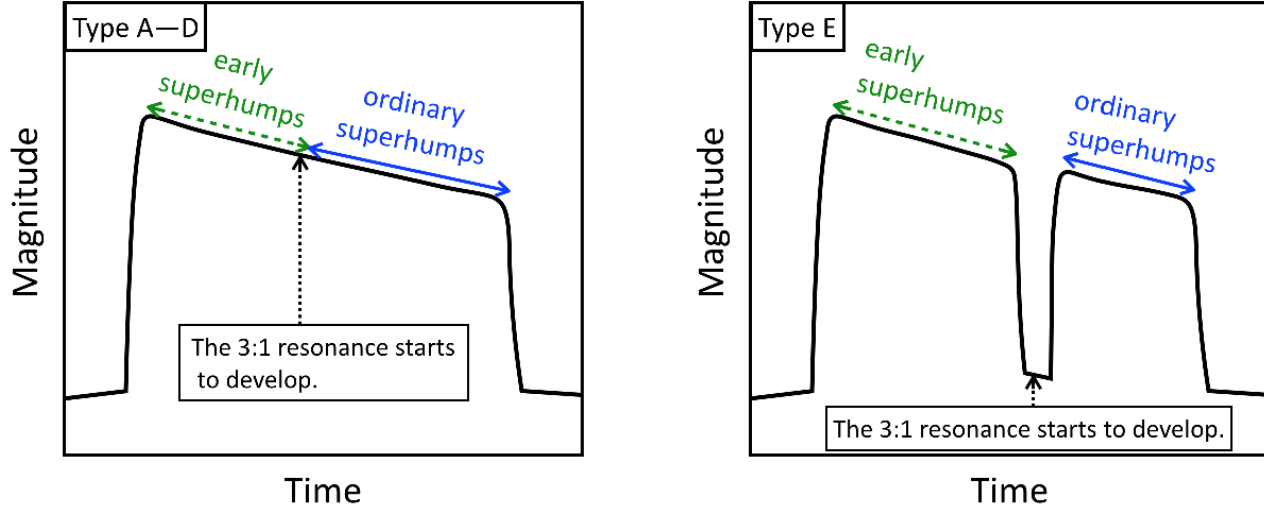 Type A—D
early
superhumps
ordinary
superhumps
The 3:1 resonance starts
to develop.
Magnitude
Time
Type E
early
superhumps
ordinary
superhumps
The 3:1 resonance starts to develop.
Magnitude
Time